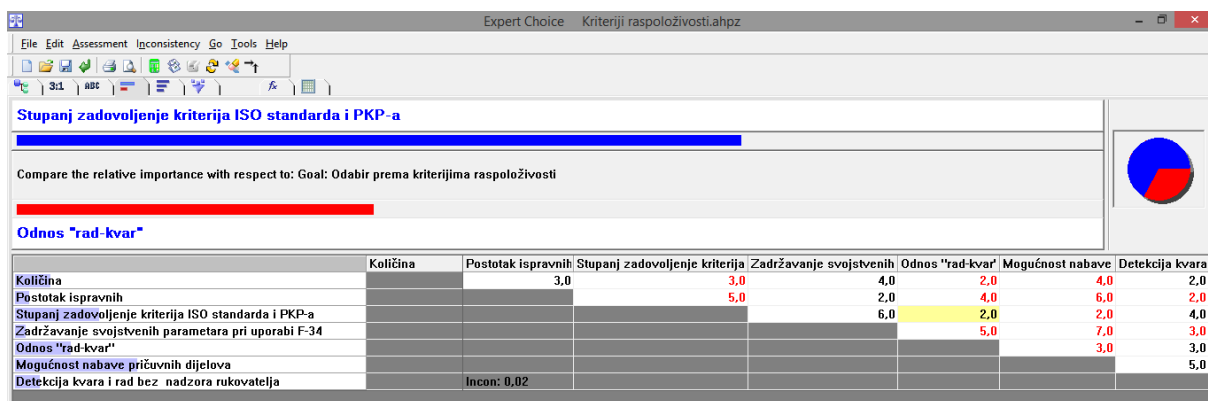 Expert Choice Kriteriji raspoloživosti.ahpz
File Edit Assessment Inconsistency Go Tools Help
3:1 ABC fx
Stupanj zadovoljenje kriterija ISO standarda i PKP-a
Compare the relative importance with respect to: Goal: Odabir prema kriterijima raspoloživosti
Odnos "rad-kvar"
Količina Postotak ispravnih Stupanj zadovoljenje kriterija Zadržavanje svojstvenih Odnos "rad-kvar' Mogućnost nabave Detekcija kvara
Količina 3,0 3,0 4,0 2,0 4,0 2,0
Postotak ispravnih 5,0 2,0 4,0 6,0 2,0
Stupanj zadovoljenje kriterija ISO standarda i PKP-a 6,0 2,0 2,0 4,0
Zadržavanje svojstvenih parametara pri uporabi F-34 5,0 7,0 3,0
Odnos "rad-kvar" 3,0 3,0
Mogućnost nabave pričuvnih dijelova 5,0
Detekcija kvara i rad bez nadzora rukovatelja Incon: 0,02